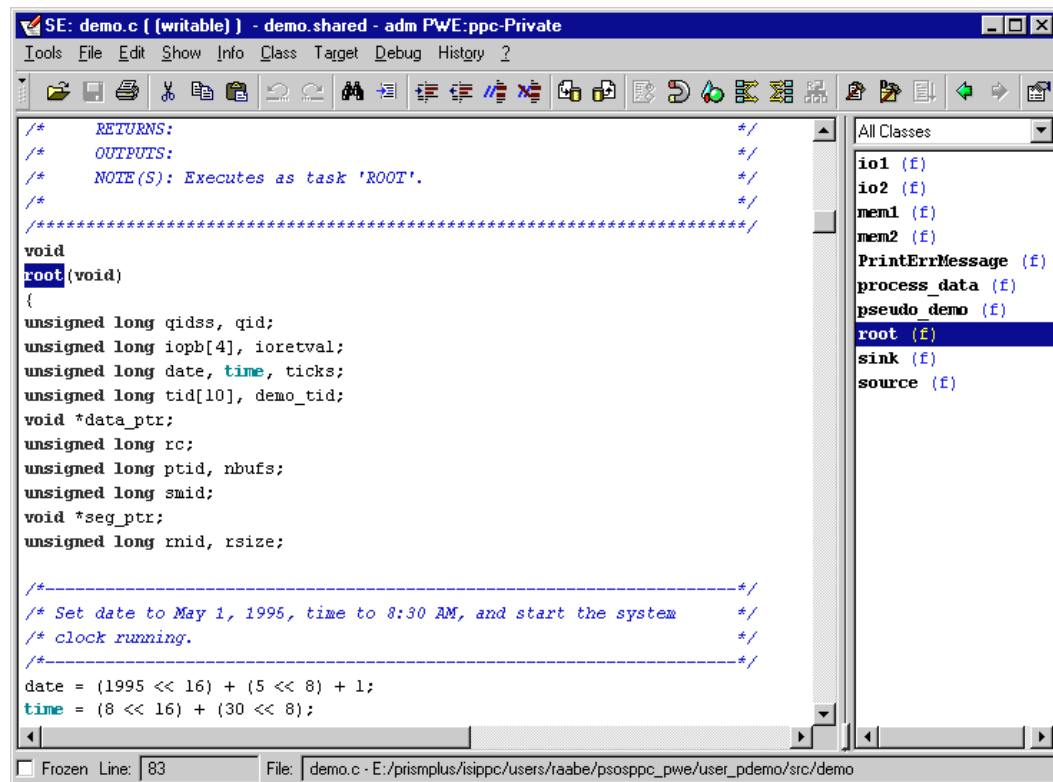 SE: demo.c ( (writable) ) - demo.shared - adm PWE:ppc-Private
Tools File Edit Show Info Class Target Debug History ?
/* RETURNS: */
/* OUTPUTS: */
/* NOTE(S): Executes as task 'ROOT'. */
/* */
/***********************************************************************/
void
root(void)
{
unsigned long qidss, qid;
unsigned long iopb[4], ioretval;
unsigned long date, time, ticks;
unsigned long tid[10], demo_tid;
void *data_ptr;
unsigned long rc;
unsigned long ptid, nbufs;
unsigned long smid;
void *seg_ptr;
unsigned long rnid, rsize;
/*---------------------------------------------------------------------*/
/* Set date to May 1, 1995, time to 8:30 AM, and start the system */
/* clock running. */
/*---------------------------------------------------------------------*/
date = (1995 << 16) + (5 << 8) + 1;
time = (8 << 16) + (30 << 8);
All Classes
io1 (f)
io2 (f)
mem1 (f)
mem2 (f)
PrintErrMessage (f)
process_data (f)
pseudo_demo (f)
root (f)
sink (f)
source (f)
Frozen Line: 83 File: demo.c - E:/prismplus/isippc/users/raabe/psosppc_pwe/user_pdemo/src/demo